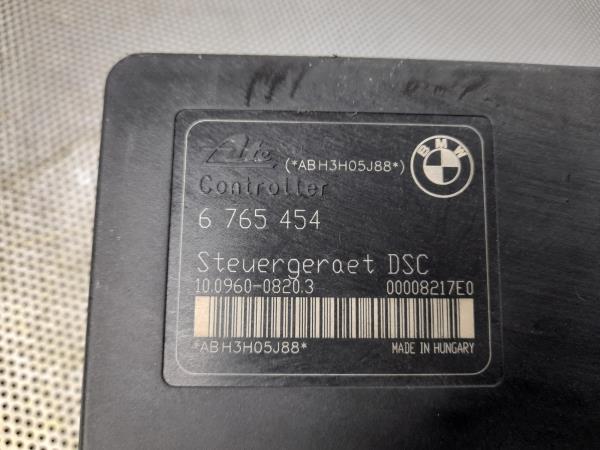 Ate (*ABH3H05J88*)
BMW
Controller
6 765 454
Steuergeraet DSC
10.0960-0820.3 00008217E0
*ABH3H05J88* MADE IN HUNGARY